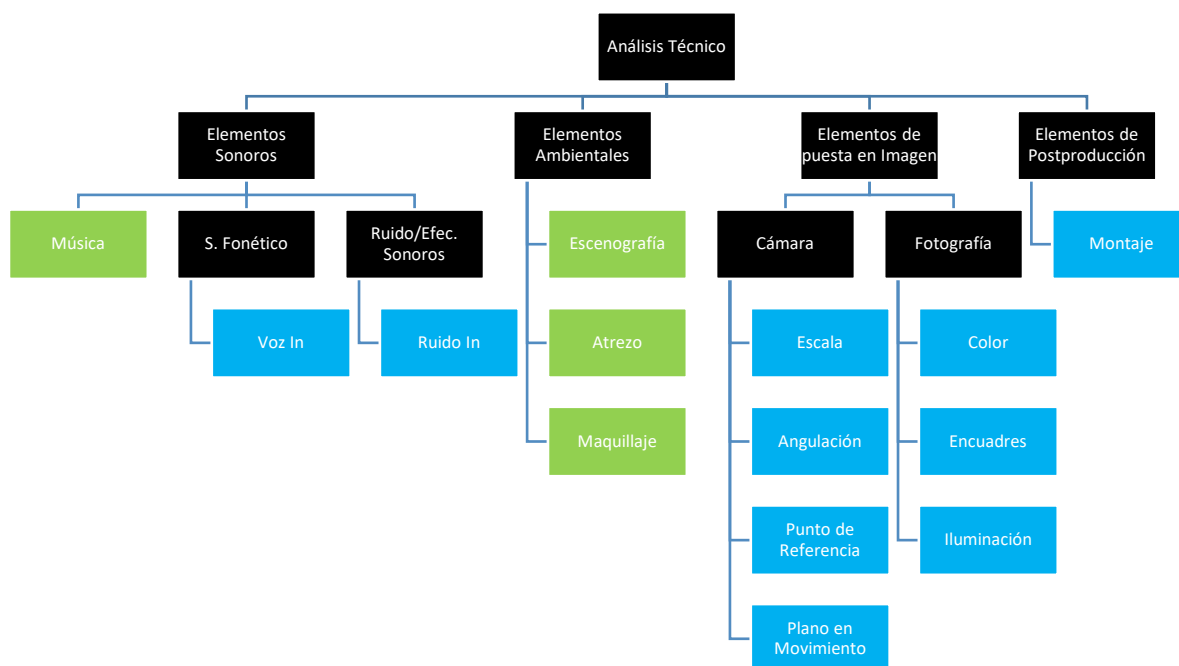 Análisis Técnico
Elementos
Sonoros
Elementos
Ambientales
Elementos de
puesta en Imagen
Elementos de
Postproducción
Música
S. Fonético
Ruido/Efec.
Sonoros
Escenografía
Cámara
Fotografía
Montaje
Voz In
Ruido In
Atrezo
Escala
Color
Maquillaje
Angulación
Encuadres
Punto de
Referencia
Iluminación
Plano en
Movimiento